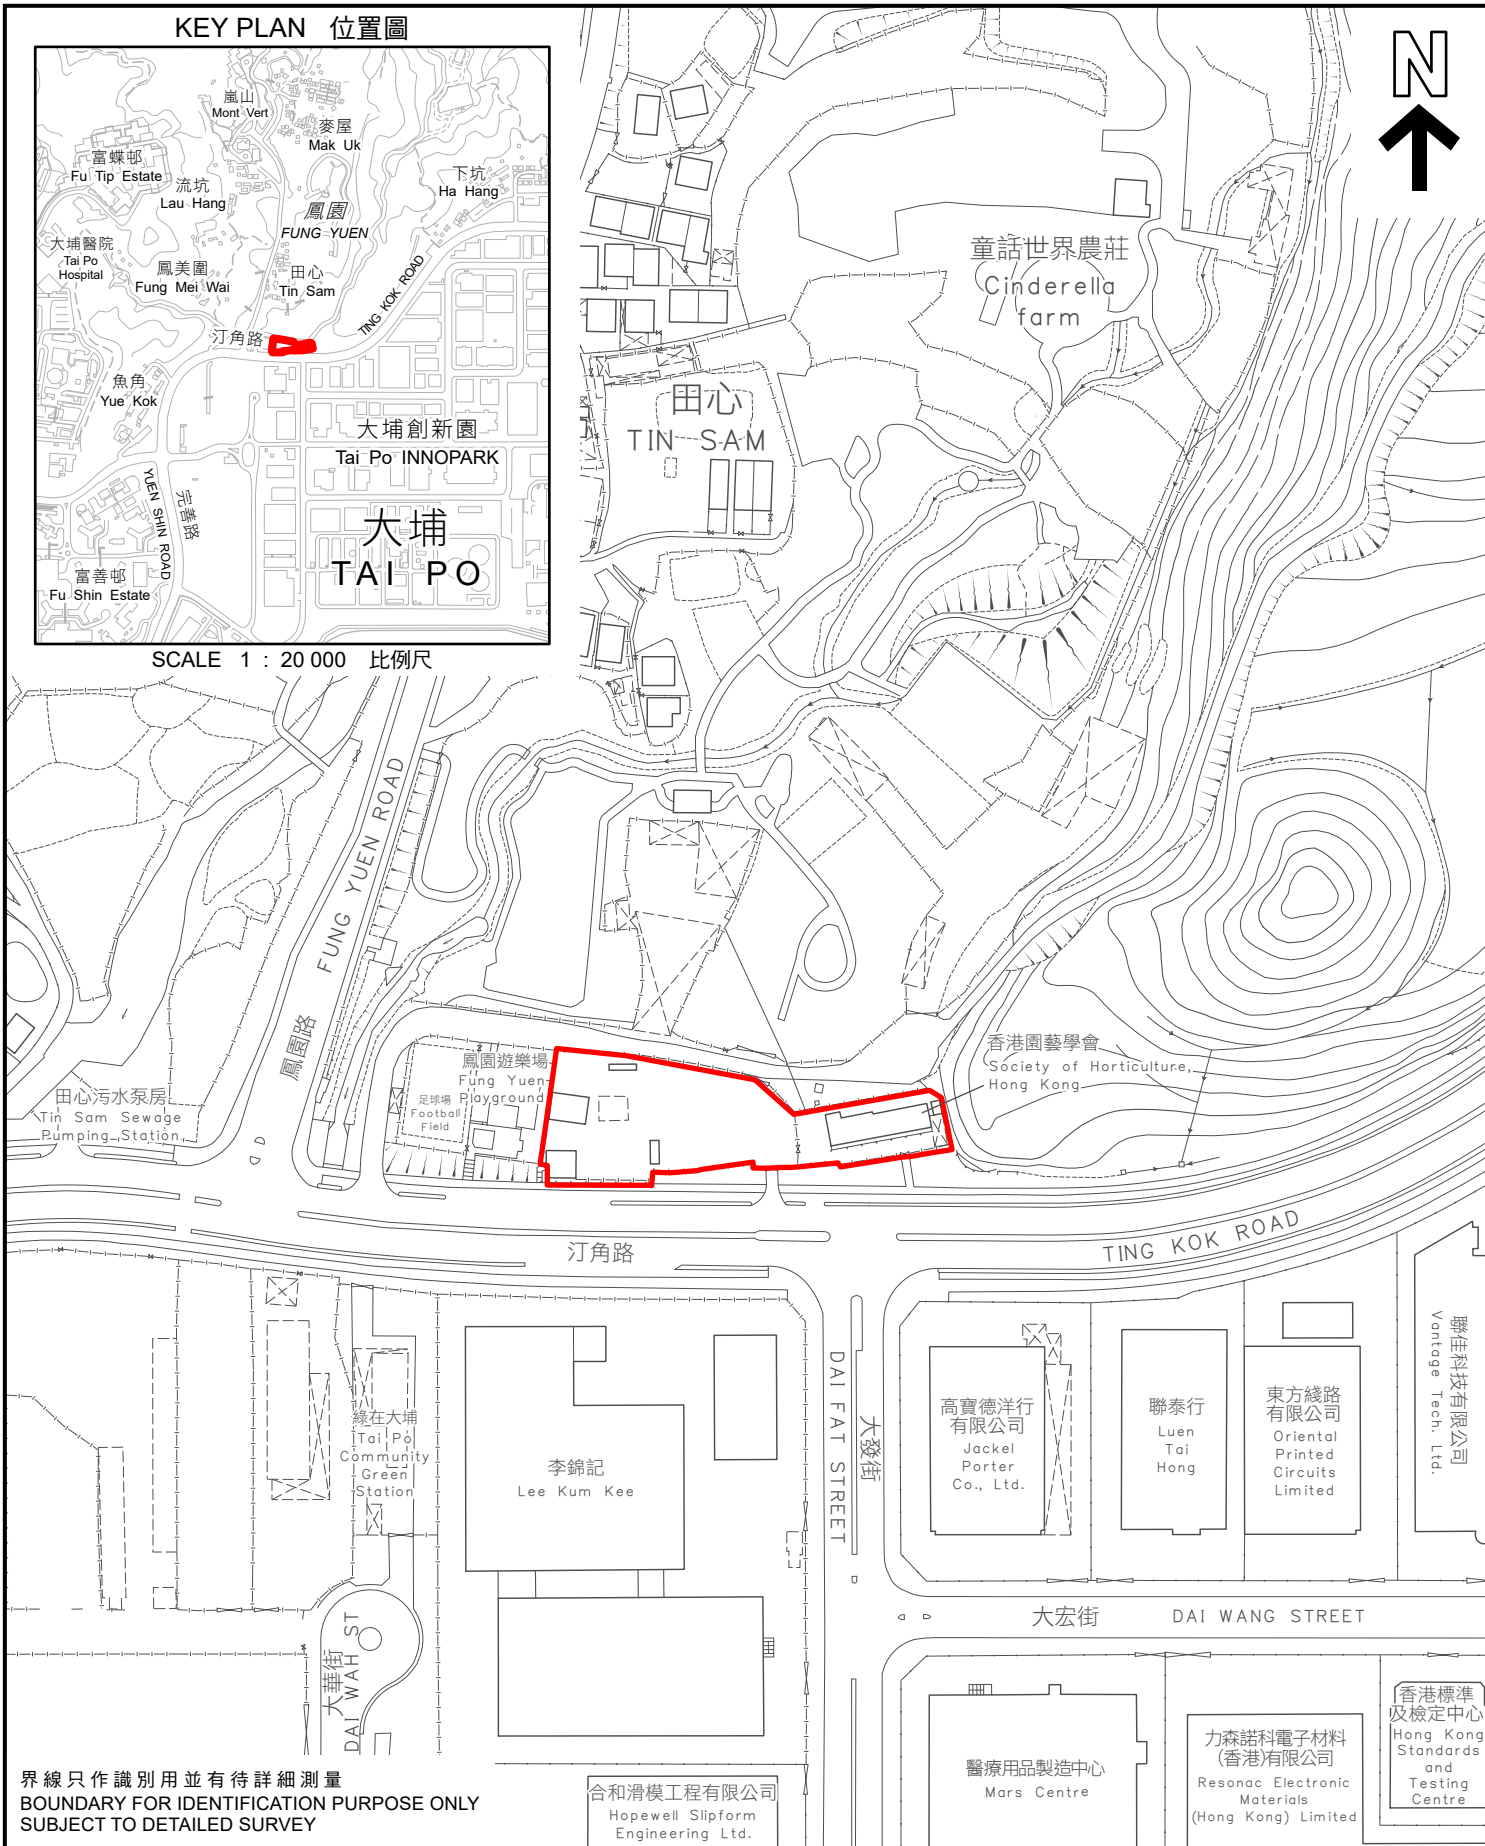 KEY PLAN 位置圖
N
嵐山
Mont Vert
麥屋
Mak Uk
富蝶邨
Fu Tip Estate
流坑
Lau Hang
下坑
Ha Hang
鳳園
FUNG YUEN
大埔醫院
Tai Po
Hospital
鳳美圍
Fung Mei Wai
田心
Tin Sam
汀角路
TING KOK ROAD
魚角
Yue Kok
大埔創新園
Tai Po INNOPARK
完善路
YUEN SHIN ROAD
大埔
TAI PO
富善邨
Fu Shin Estate
SCALE 1 : 20 000 比例尺
童話世界農莊
Cinderella
farm
田心
TIN SAM
FUNG YUEN ROAD
鳳園路
鳳園遊樂場
Fung Yuen
Playground
足球場
Football
Field
香港園藝學會
Society of Horticulture,
Hong Kong
田心污水泵房
Tin Sam Sewage
Pumping Station
汀角路
TING KOK ROAD
DAI FAT STREET
大發街
綠在大埔
Tai Po
Community
Green
Station
李錦記
Lee Kum Kee
高寶德洋行
有限公司
Jackel
Porter
Co., Ltd.
聯泰行
Luen
Tai
Hong
東方綫路
有限公司
Oriental
Printed
Circuits
Limited
聯佳科技有限公司
Vantage Tech. Ltd.
大宏街 DAI WANG STREET
大華街
DAI WAH ST
醫療用品製造中心
Mars Centre
力森諾科電子材料
(香港)有限公司
Resonac Electronic
Materials
(Hong Kong) Limited
香港標準
及檢定中心
Hong Kong
Standards
and
Testing
Centre
合和滑模工程有限公司
Hopewell Slipform
Engineering Ltd.
界線只作識別用並有待詳細測量
BOUNDARY FOR IDENTIFICATION PURPOSE ONLY
SUBJECT TO DETAILED SURVEY